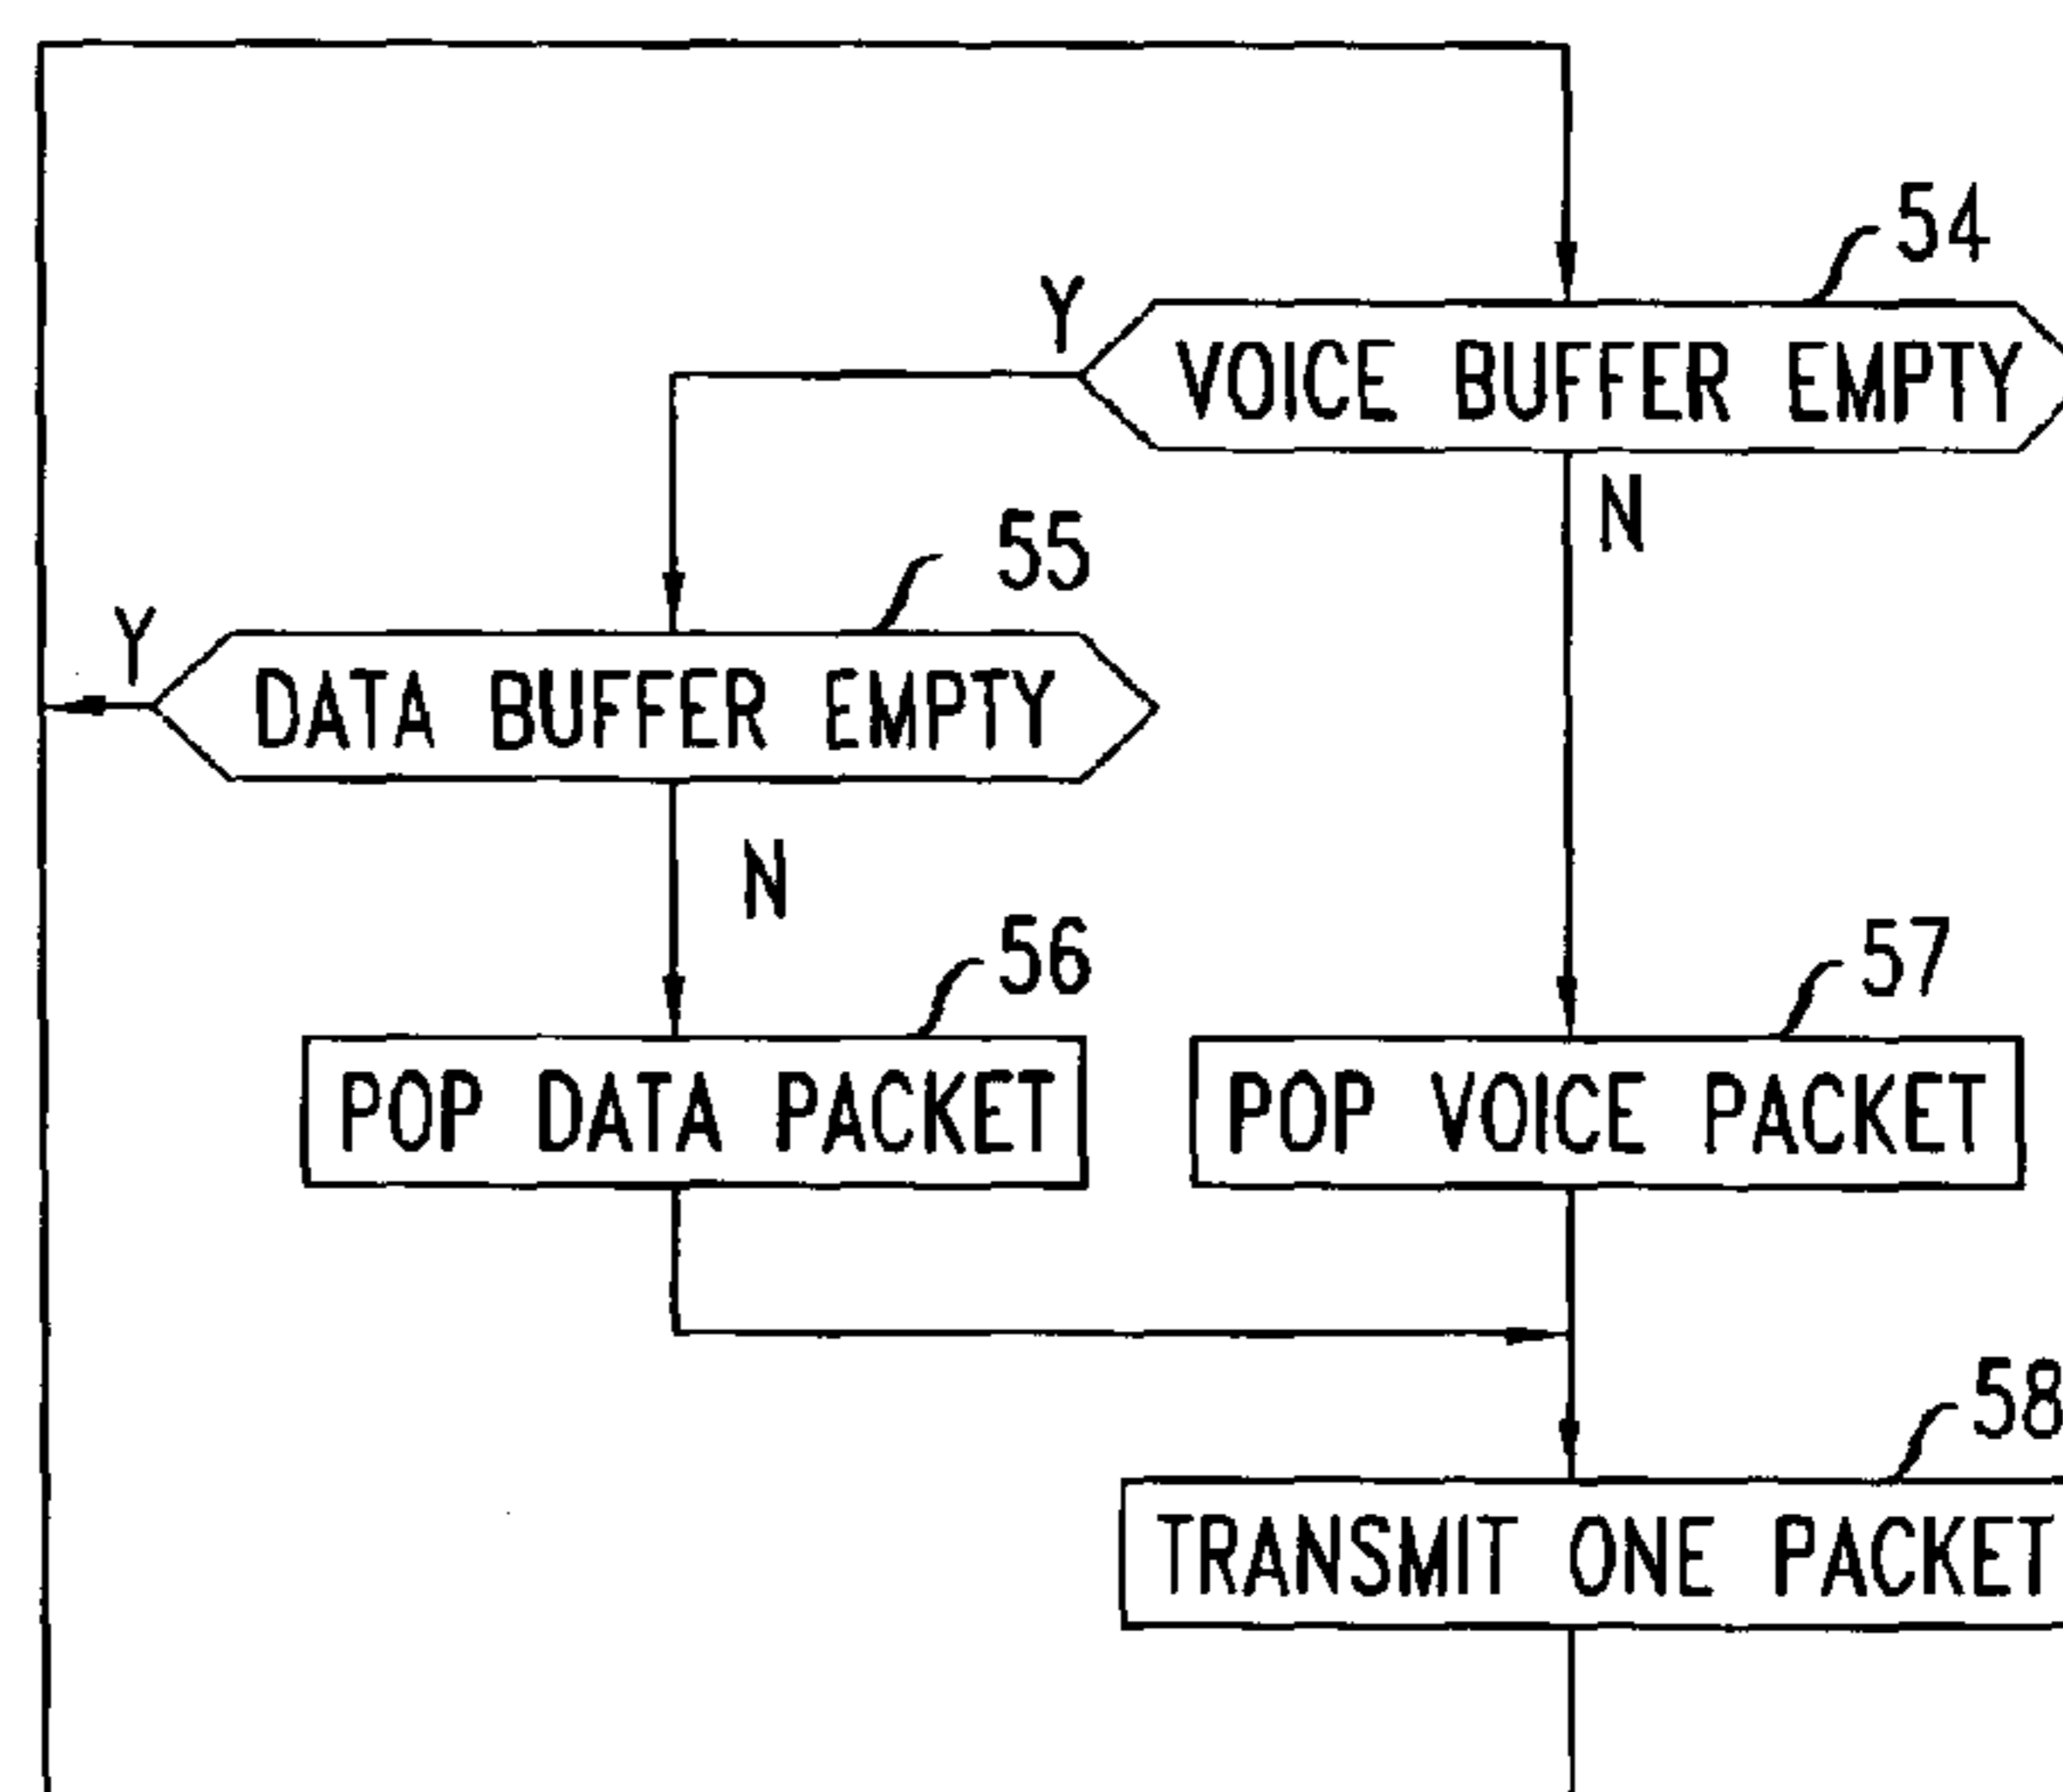 54
Y
VOICE BUFFER EMPTY
N
55
Y
DATA BUFFER EMPTY
N
56
57
POP DATA PACKET
POP VOICE PACKET
58
TRANSMIT ONE PACKET